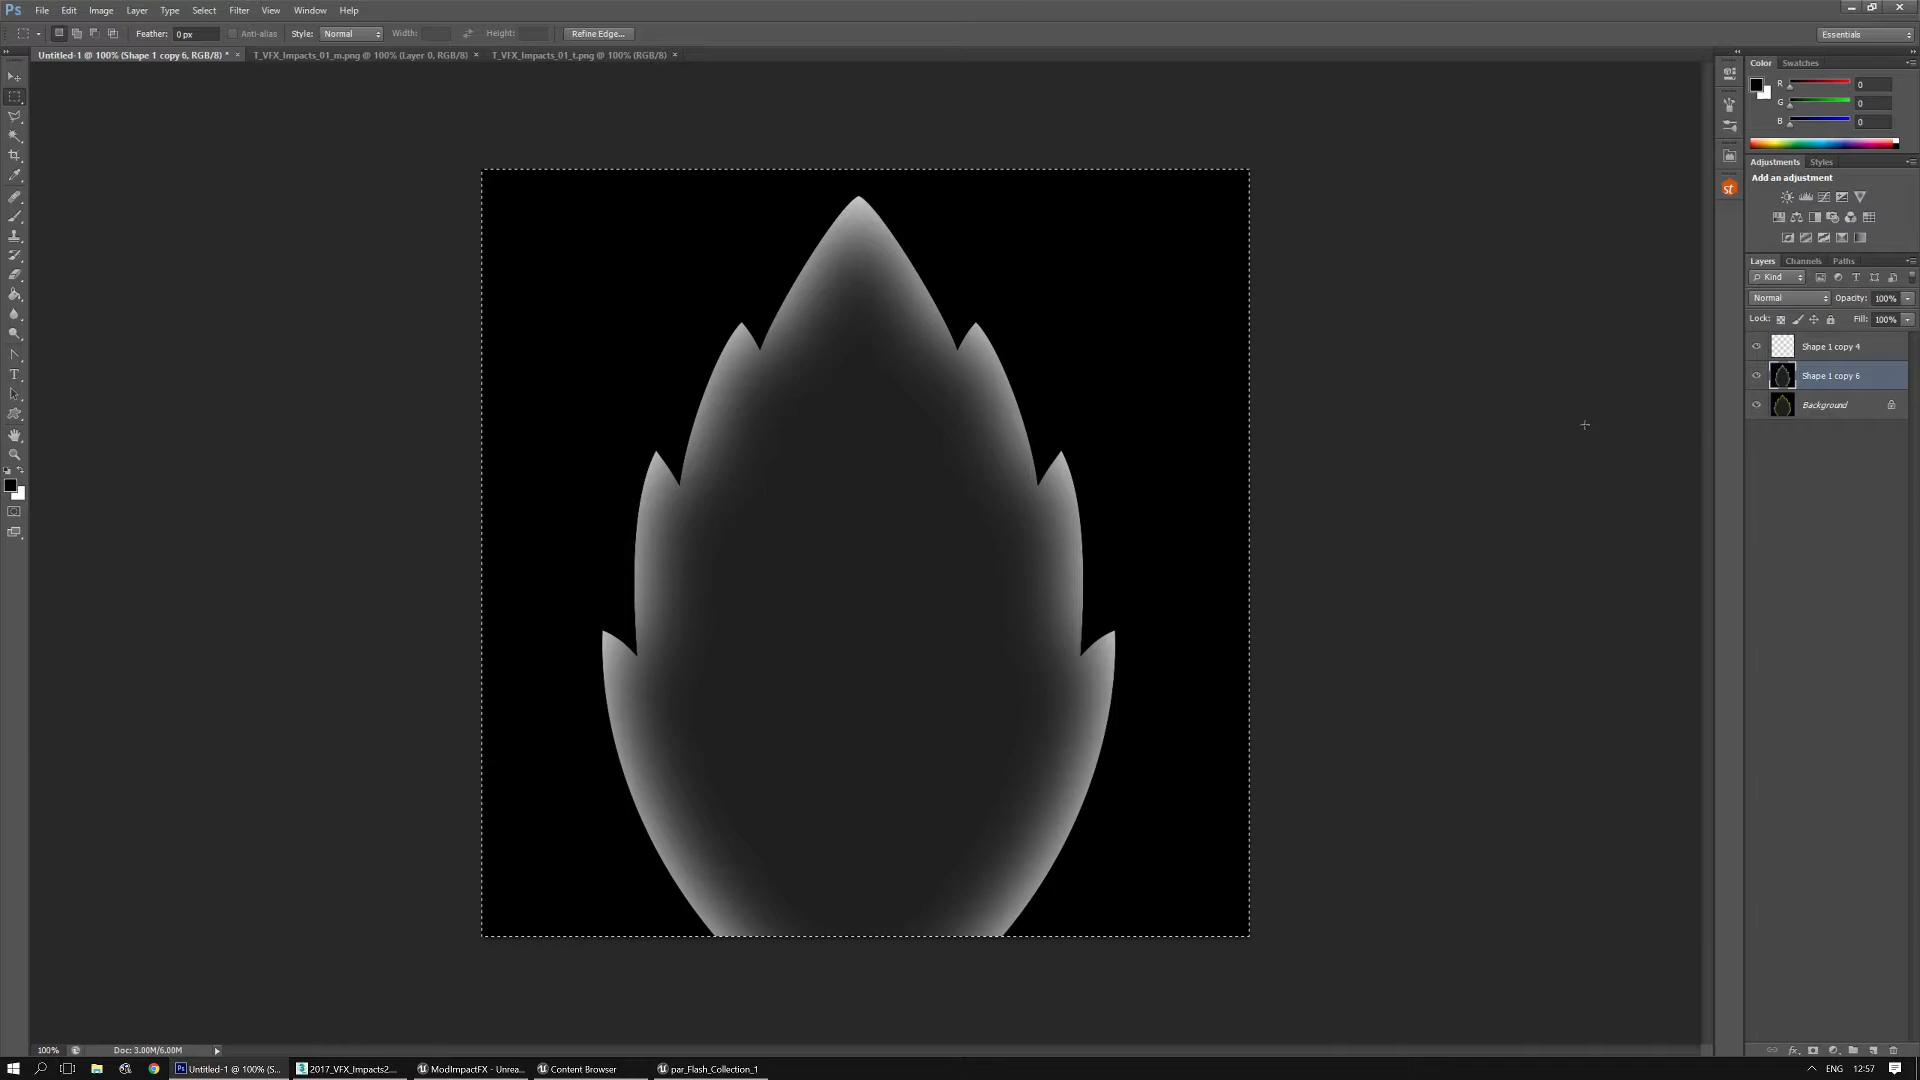 Ps File Edit Image Layer Type Select Filter View Window Help
Feather: 0 px Anti-alias Style: Normal Width: Height: Refine Edge... Essentials
Untitled-1 @ 100% (Shape 1 copy 6, RGB/8) * × T_VFX_Impacts_01_m.png @ 100% (Layer 0, RGB/8) × T_VFX_Impacts_01_t.png @ 100% (RGB/8) ×
Color Swatches
R 0
G 0
B 0
Adjustments Styles
Add an adjustment
st
Layers Channels Paths
Kind
Normal Opacity: 100%
Lock: Fill: 100%
Shape 1 copy 4
Shape 1 copy 6
Background
100% Doc: 3.00M/6.00M
Untitled-1 @ 100% (S... 2017_VFX_Impacts2... ModImpactFX - Unrea... Content Browser par_Flash_Collection_1 ENG 12:57